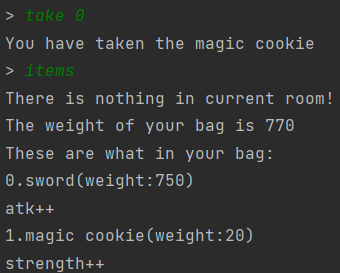 > take 0
You have taken the magic cookie
> items
There is nothing in current room!
The weight of your bag is 770
These are what in your bag:
0.sword(weight:750)
atk++
1.magic cookie(weight:20)
strength++